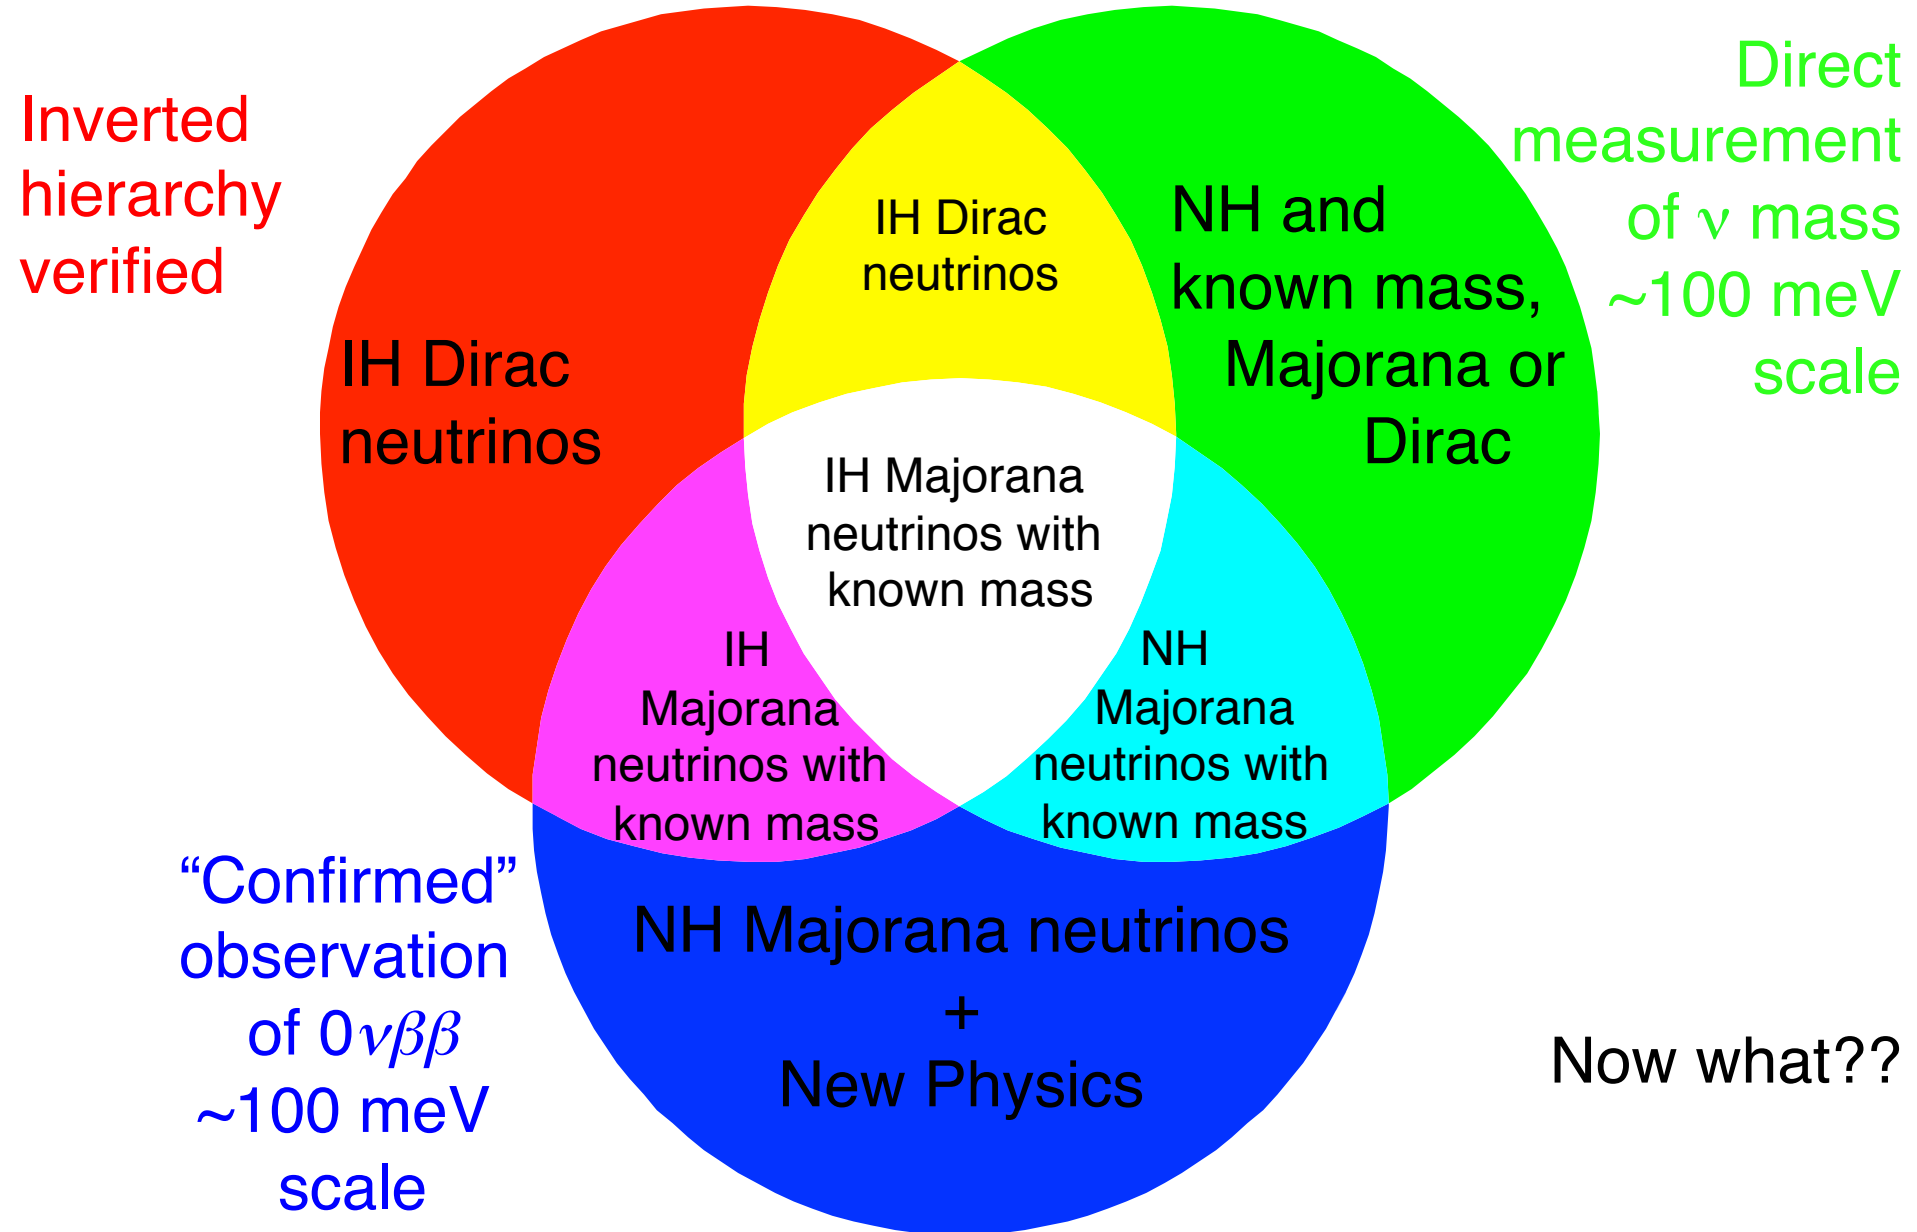 Inverted
hierarchy
verified
Direct
measurement
of ν mass
~100 meV
scale
IH Dirac
neutrinos
NH and
known mass,
Majorana or
Dirac
IH Dirac
neutrinos
IH Majorana
neutrinos with
known mass
IH
Majorana
neutrinos with
known mass
NH
Majorana
neutrinos with
known mass
“Confirmed”
observation
of 0νββ
~100 meV
scale
NH Majorana neutrinos
+
New Physics
Now what??